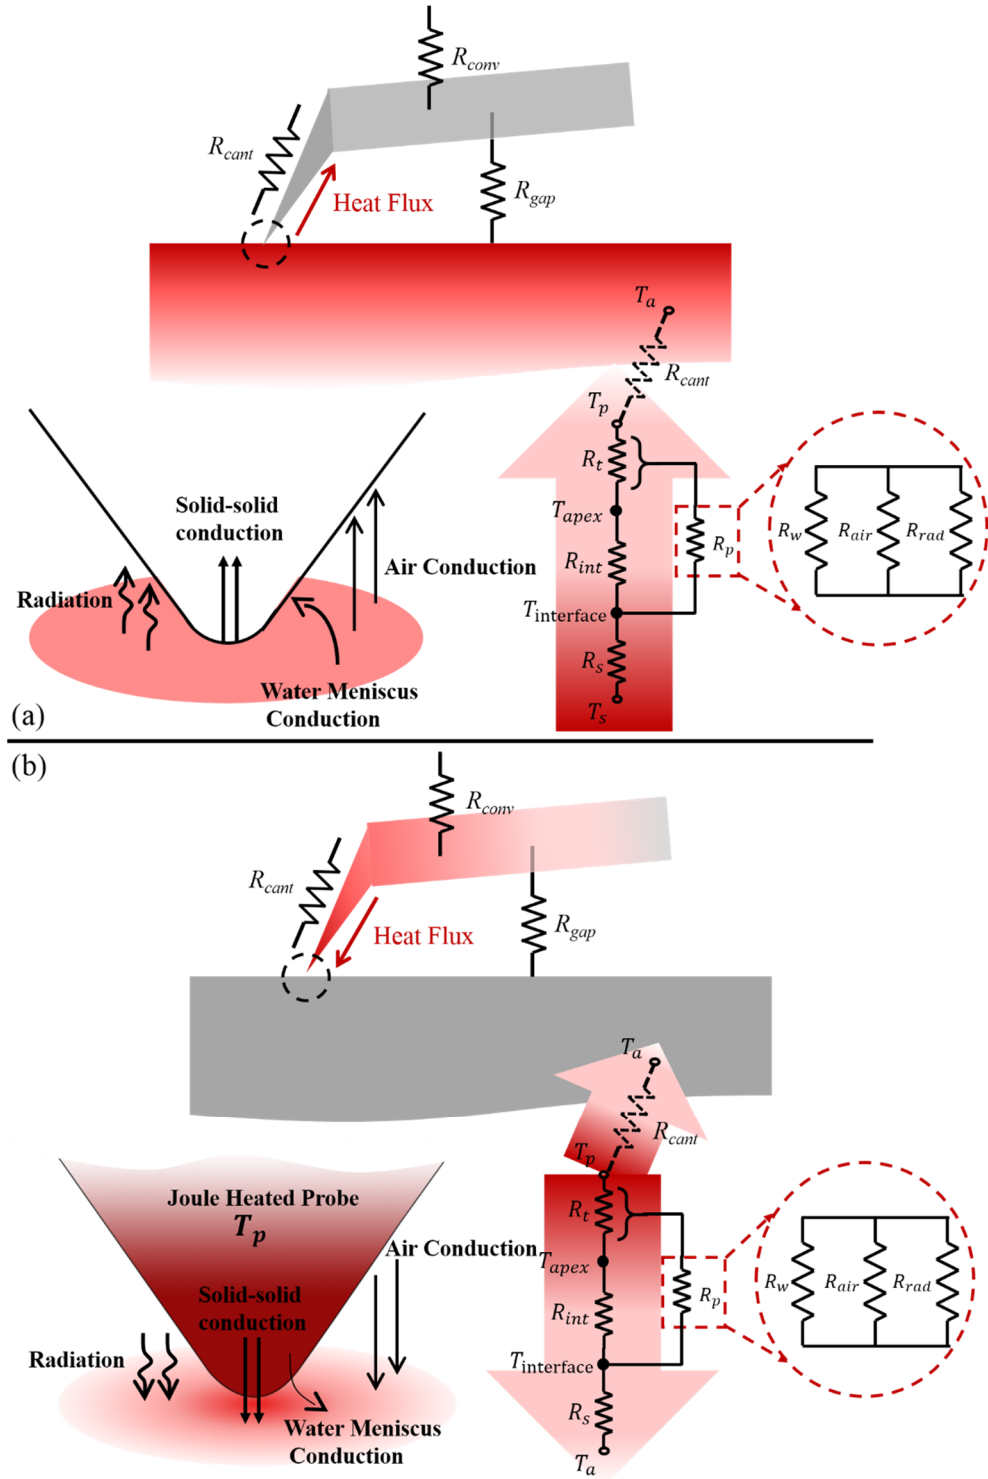 R_conv
R_cant
R_gap
Heat Flux
T_a
R_cant
T_p
R_t
T_apex
R_int
T_interface
R_s
T_s
R_p
R_w
R_air
R_rad
Solid-solid
conduction
Air Conduction
Radiation
Water Meniscus
Conduction
(a)
(b)
R_conv
R_cant
R_gap
Heat Flux
T_a
R_cant
T_p
R_t
T_apex
R_int
T_interface
R_s
T_a
R_p
R_w
R_air
R_rad
Joule Heated Probe
T_p
Air Conduction
Solid-solid
conduction
Radiation
Water Meniscus
Conduction